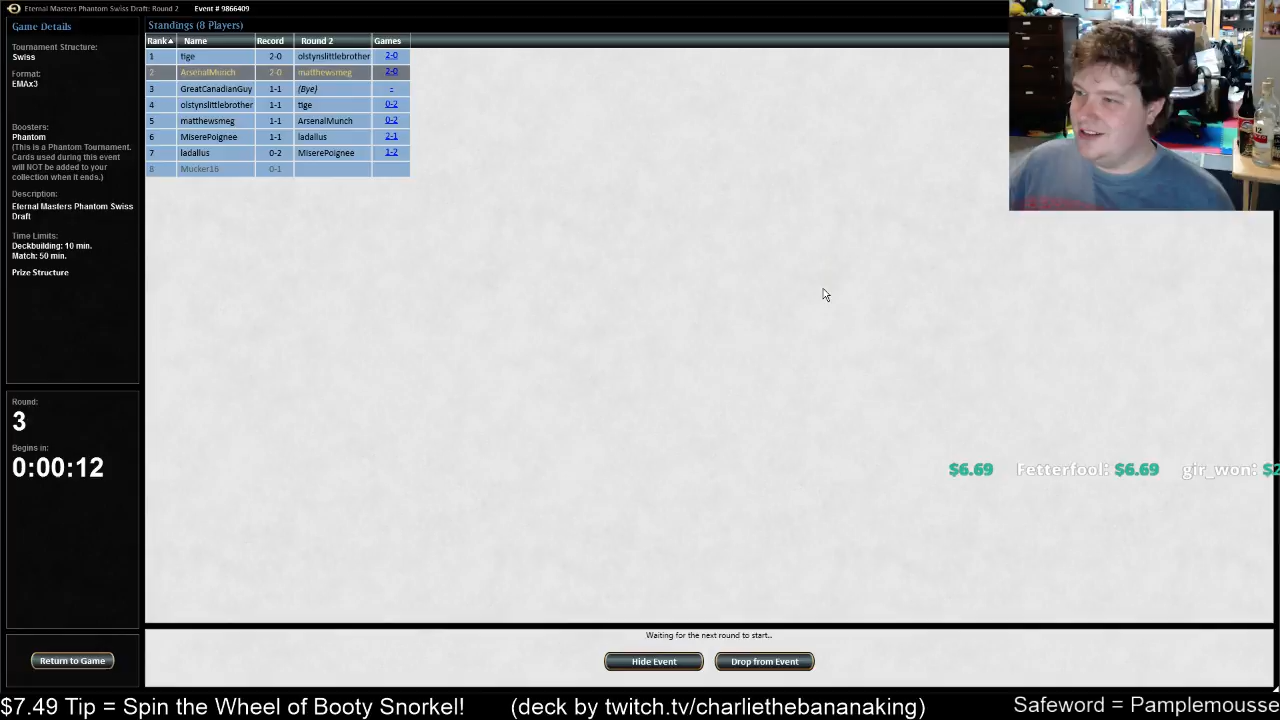 Eternal Masters Phantom Swiss Draft: Round 2 Event # 9866409
Game Details
Tournament Structure:
Swiss
Format:
EMAx3
Boosters:
Phantom
(This is a Phantom Tournament.
Cards used during this event
will NOT be added to your
collection when it ends.)
Description:
Eternal Masters Phantom Swiss
Draft
Time Limits:
Deckbuilding: 10 min.
Match: 50 min.
Prize Structure
Round:
3
Begins in:
0:00:12
Return to Game
Standings (8 Players)
Rank Name Record Round 2 Games
1 tige 2-0 olstynslittlebrother 2-0
2 ArsenalMunch 2-0 matthewsmeg 2-0
3 GreatCanadianGuy 1-1 (Bye) -
4 olstynslittlebrother 1-1 tige 0-2
5 matthewsmeg 1-1 ArsenalMunch 0-2
6 MiserePoignee 1-1 ladallus 2-1
7 ladallus 0-2 MiserePoignee 1-2
8 Mucker16 0-1
$6.69 Fetterfool: $6.69 gir_won: $2
Waiting for the next round to start..
Hide Event Drop from Event
$7.49 Tip = Spin the Wheel of Booty Snorkel! (deck by twitch.tv/charliethebananaking) Safeword = Pamplemousse